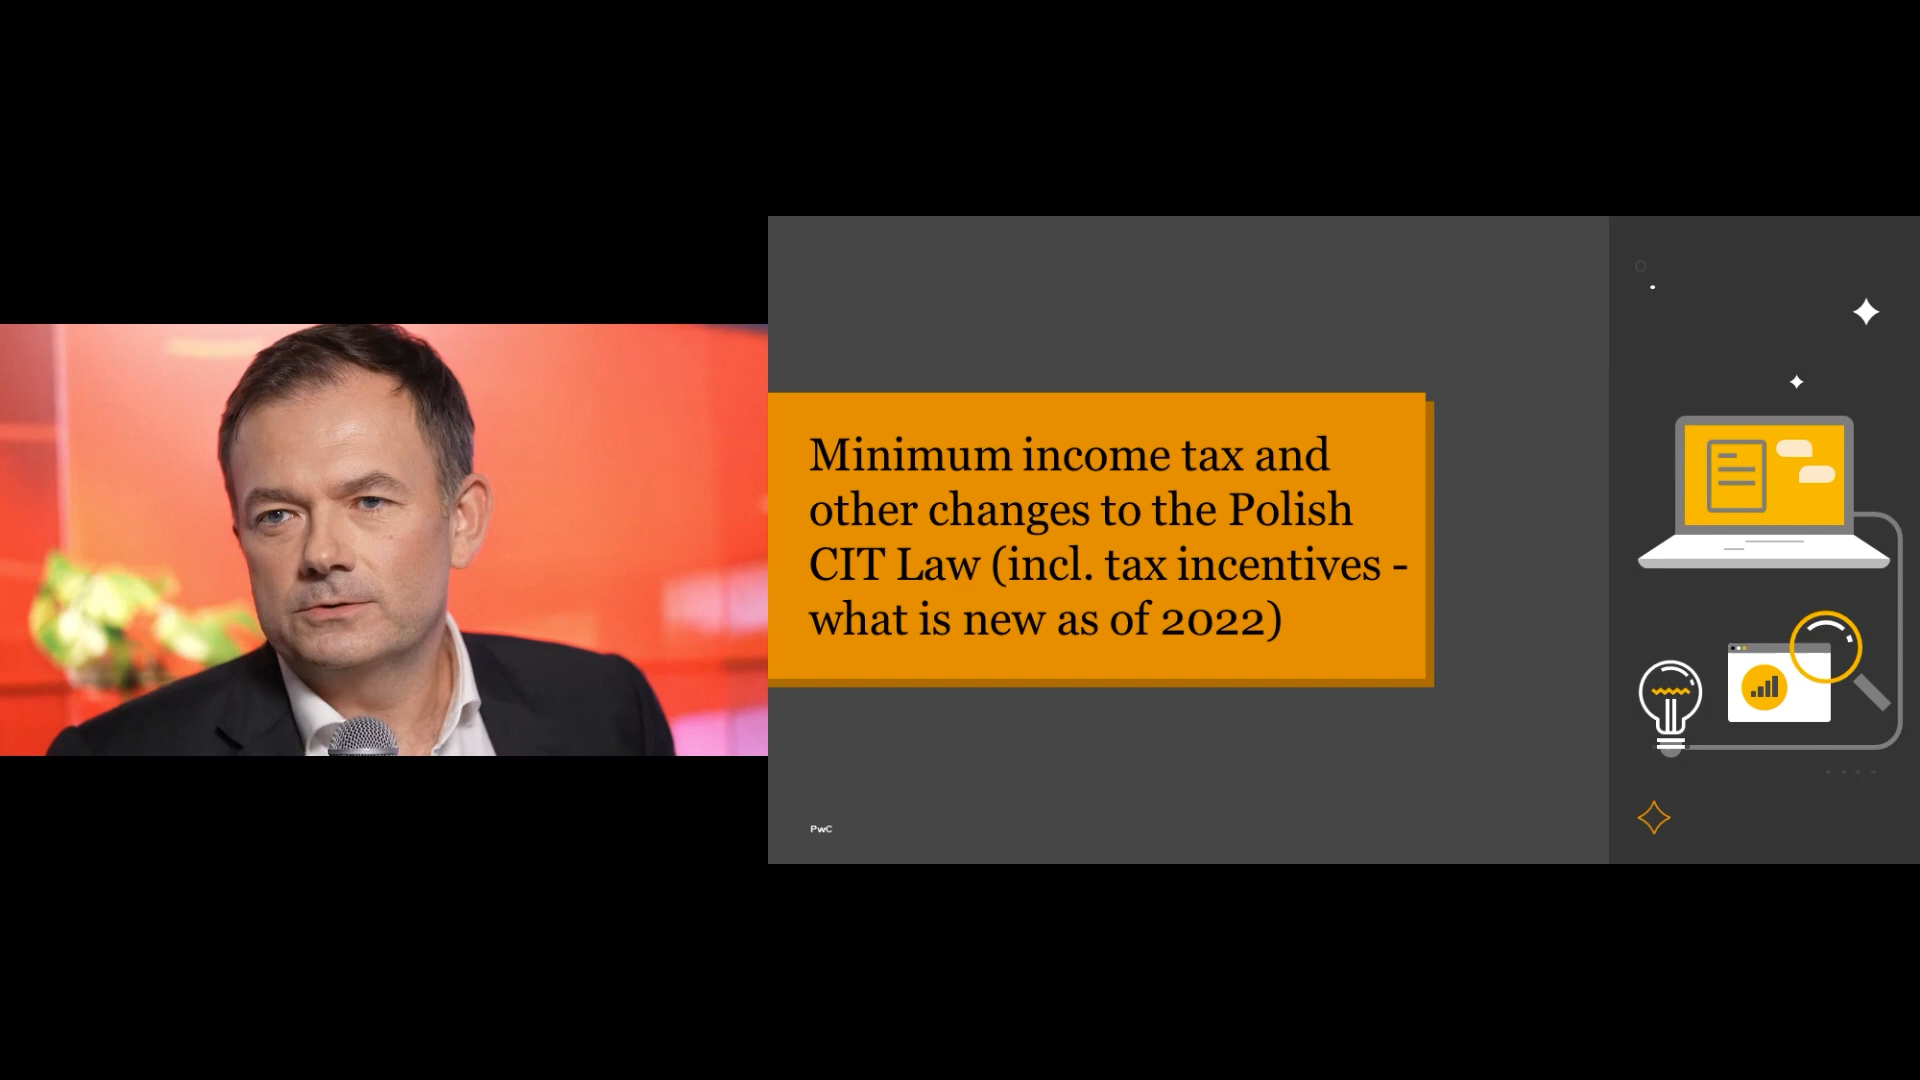 Minimum income tax and
other changes to the Polish
CIT Law (incl. tax incentives -
what is new as of 2022)
PwC